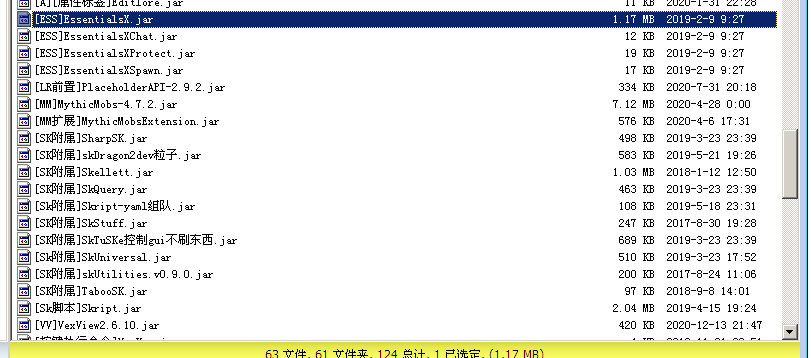 [A][属性标签]EditLore.jar 11 KB 2020-1-31 22:28
[ESS]EssentialsX.jar 1.17 MB 2019-2-9 9:27
[ESS]EssentialsXChat.jar 12 KB 2019-2-9 9:27
[ESS]EssentialsXProtect.jar 19 KB 2019-2-9 9:27
[ESS]EssentialsXSpawn.jar 17 KB 2019-2-9 9:27
[LR前置]PlaceholderAPI-2.9.2.jar 334 KB 2020-7-31 20:18
[MM]MythicMobs-4.7.2.jar 7.12 MB 2020-4-28 0:00
[MM扩展]MythicMobsExtension.jar 576 KB 2020-4-6 17:31
[SK附属]SharpSK.jar 498 KB 2019-3-23 23:39
[SK附属]skDragon2dev粒子.jar 583 KB 2019-5-21 19:26
[SK附属]Skellett.jar 1.03 MB 2018-1-12 12:50
[SK附属]SkQuery.jar 463 KB 2019-3-23 23:39
[Sk附属]Skript-yaml组队.jar 108 KB 2019-5-18 23:31
[SK附属]SkStuff.jar 247 KB 2017-8-30 19:28
[SK附属]SkTuSKe控制gui不刷东西.jar 689 KB 2019-3-23 23:39
[Sk附属]SkUniversal.jar 510 KB 2019-3-23 17:52
[SK附属]skUtilities.v0.9.0.jar 200 KB 2017-8-24 11:06
[SK附属]TabooSK.jar 97 KB 2018-9-8 14:01
[Sk脚本]Skript.jar 2.04 MB 2019-4-15 19:24
[VV]VexView2.6.10.jar 420 KB 2020-12-13 21:47
63 文件, 61 文件夹, 124 总计, 1 已选定, (1.17 MB)